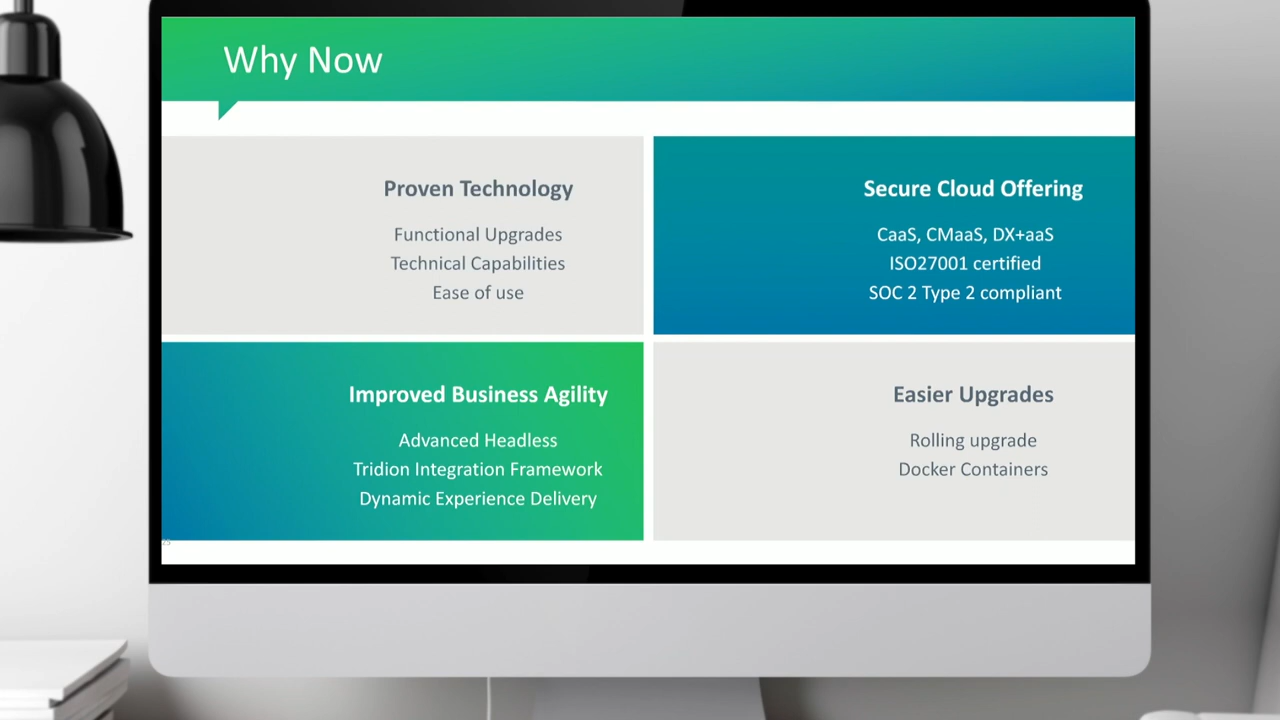 Why Now
Proven Technology
Functional Upgrades
Technical Capabilities
Ease of use
Secure Cloud Offering
CaaS, CMaaS, DX+aaS
ISO27001 certified
SOC 2 Type 2 compliant
Improved Business Agility
Advanced Headless
Tridion Integration Framework
Dynamic Experience Delivery
Easier Upgrades
Rolling upgrade
Docker Containers
25